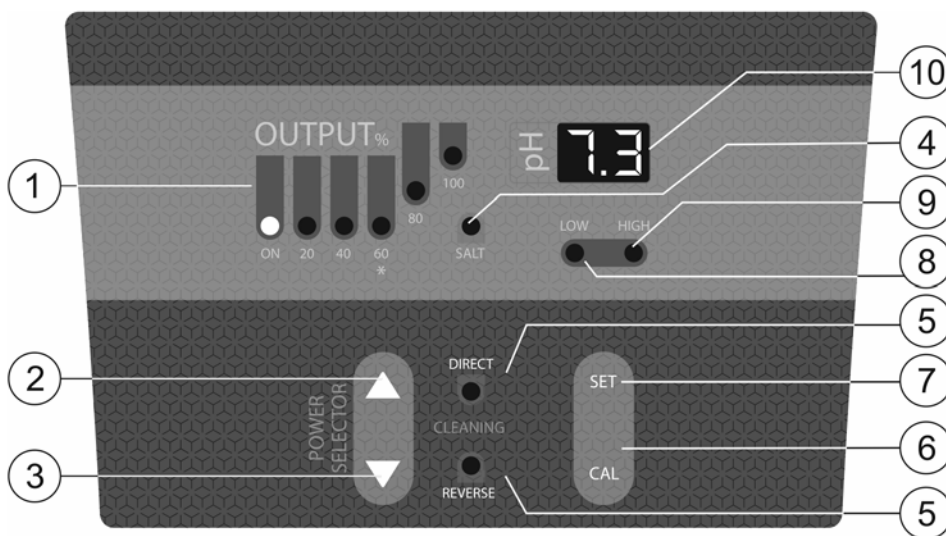 OUTPUT%
pH
7.3
100
80
ON 20 40 60
*
SALT
LOW HIGH
POWER
SELECTOR
DIRECT
CLEANING
REVERSE
SET
CAL
1
2
3
10
4
9
8
5
7
6
5